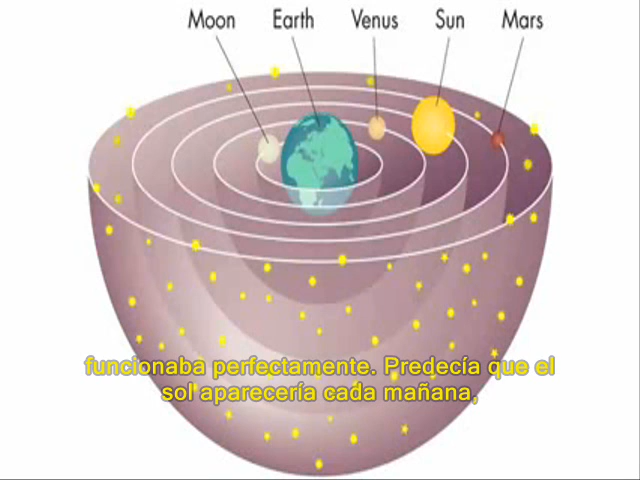 Moon Earth Venus Sun Mars
funcionaba perfectamente. Predecía que el
sol aparecería cada mañana,